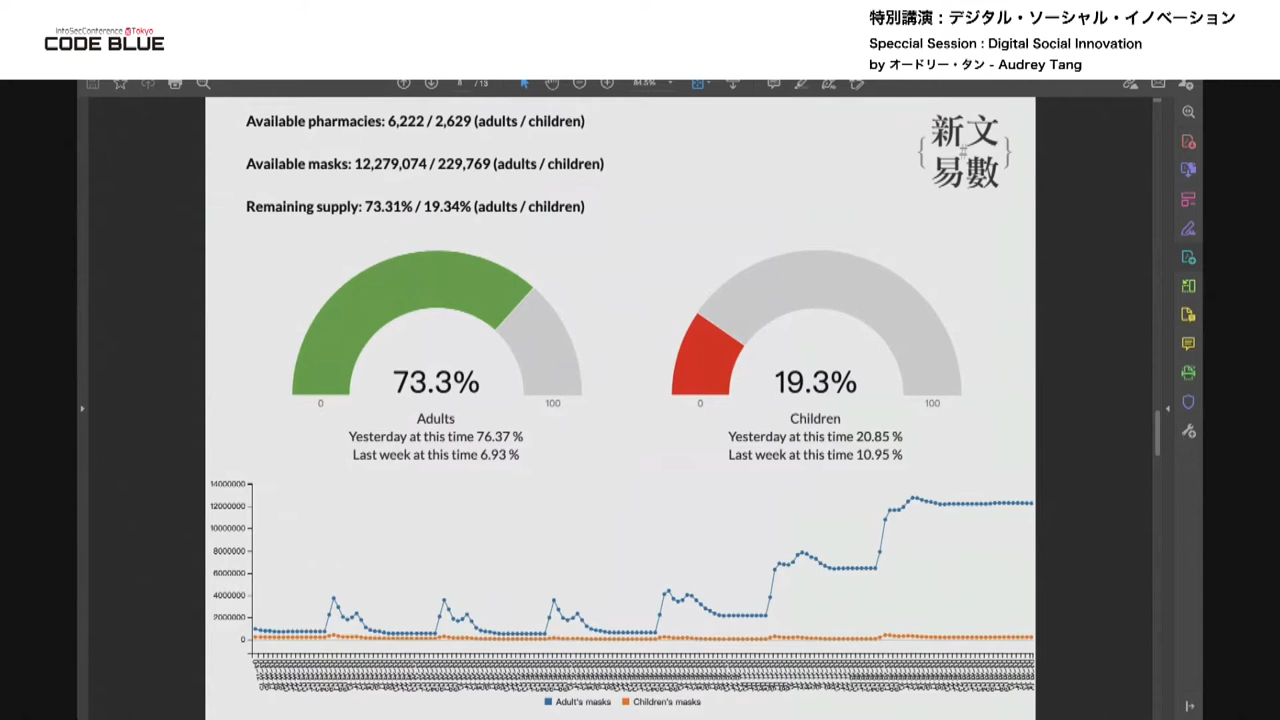 InfoSecConference @Tokyo
CODE BLUE
特別講演：デジタル・ソーシャル・イノベーション
Speccial Session : Digital Social Innovation
by オードリー・タン - Audrey Tang
/ 13
84.5%
Available pharmacies: 6,222 / 2,629 (adults / children)
Available masks: 12,279,074 / 229,769 (adults / children)
Remaining supply: 73.31% / 19.34% (adults / children)
新文
#
易數
73.3%
0
100
Adults
Yesterday at this time 76.37 %
Last week at this time 6.93 %
19.3%
0
100
Children
Yesterday at this time 20.85 %
Last week at this time 10.95 %
14000000
12000000
10000000
8000000
6000000
4000000
2000000
0
Adult's masks
Children's masks